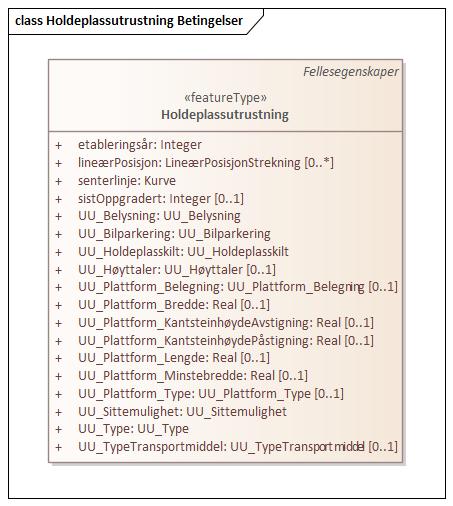 class Holdeplassutrustning Betingelser
Fellesegenskaper
«featureType»
Holdeplassutrustning
+ etableringsår: Integer
+ lineærPosisjon: LineærPosisjonStrekning [0..*]
+ senterlinje: Kurve
+ sistOppgradert: Integer [0..1]
+ UU_Belysning: UU_Belysning
+ UU_Bilparkering: UU_Bilparkering
+ UU_Holdeplasskilt: UU_Holdeplasskilt
+ UU_Høyttaler: UU_Høyttaler [0..1]
+ UU_Plattform_Belegning: UU_Plattform_Belegning [0..1]
+ UU_Plattform_Bredde: Real [0..1]
+ UU_Plattform_KantsteinhøydeAvstigning: Real [0..1]
+ UU_Plattform_KantsteinhøydePåstigning: Real [0..1]
+ UU_Plattform_Lengde: Real [0..1]
+ UU_Plattform_Minstebredde: Real [0..1]
+ UU_Plattform_Type: UU_Plattform_Type [0..1]
+ UU_Sittemulighet: UU_Sittemulighet
+ UU_Type: UU_Type
+ UU_TypeTransportmiddel: UU_TypeTransportmiddel [0..1]